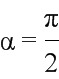 α = π/2